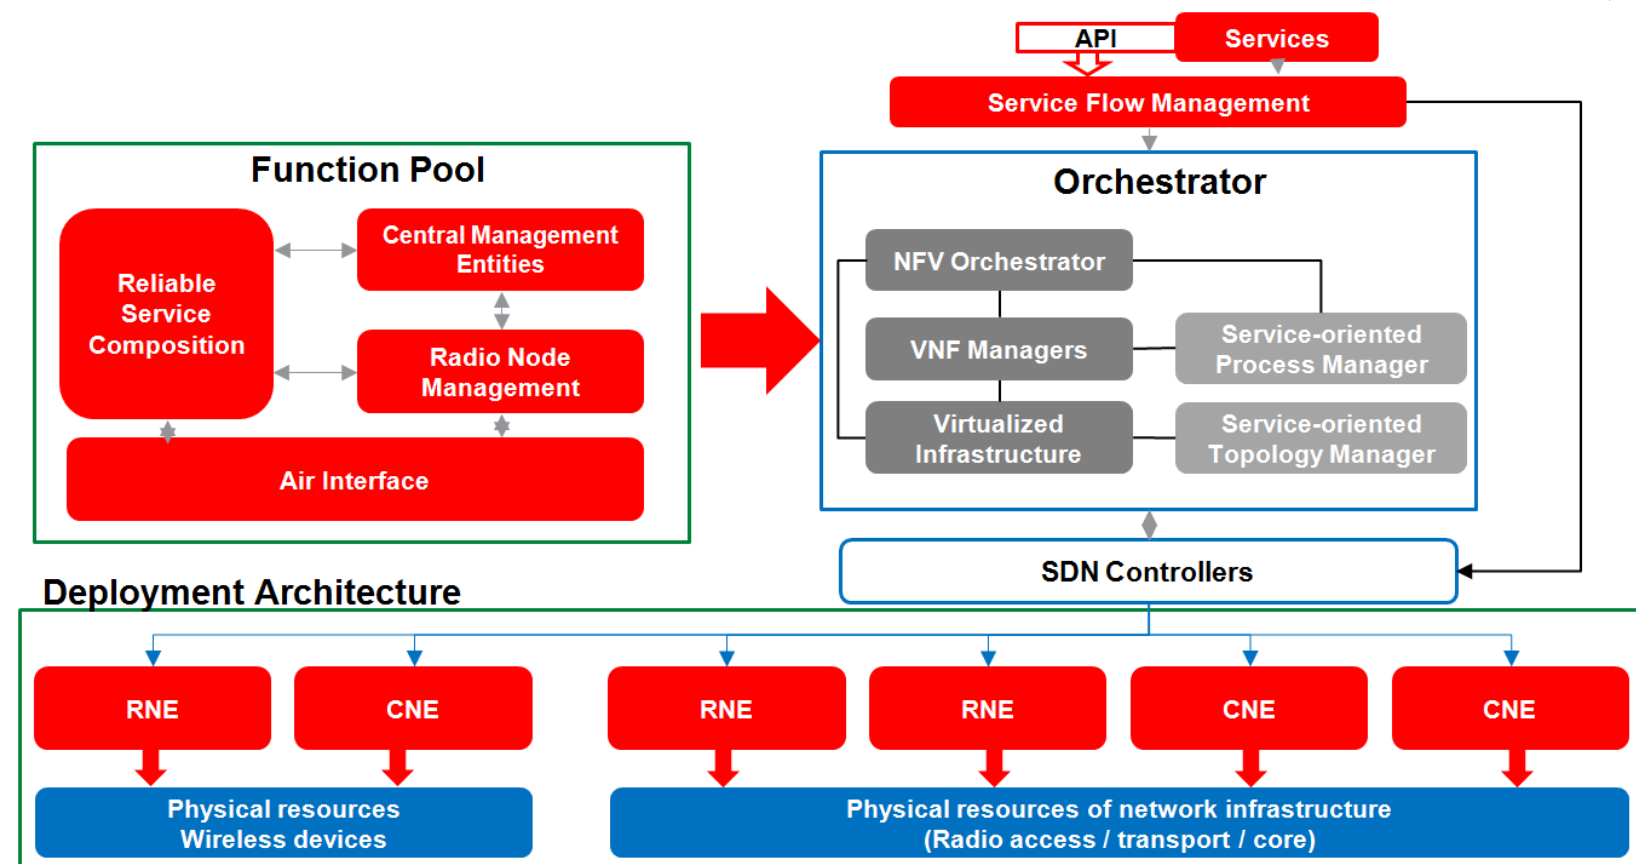 API
Services
Service Flow Management
Function Pool
Reliable
Service
Composition
Central Management
Entities
Radio Node
Management
Air Interface
Orchestrator
NFV Orchestrator
VNF Managers
Virtualized
Infrastructure
Service-oriented
Process Manager
Service-oriented
Topology Manager
SDN Controllers
Deployment Architecture
RNE
CNE
RNE
RNE
CNE
CNE
Physical resources
Wireless devices
Physical resources of network infrastructure
(Radio access / transport / core)